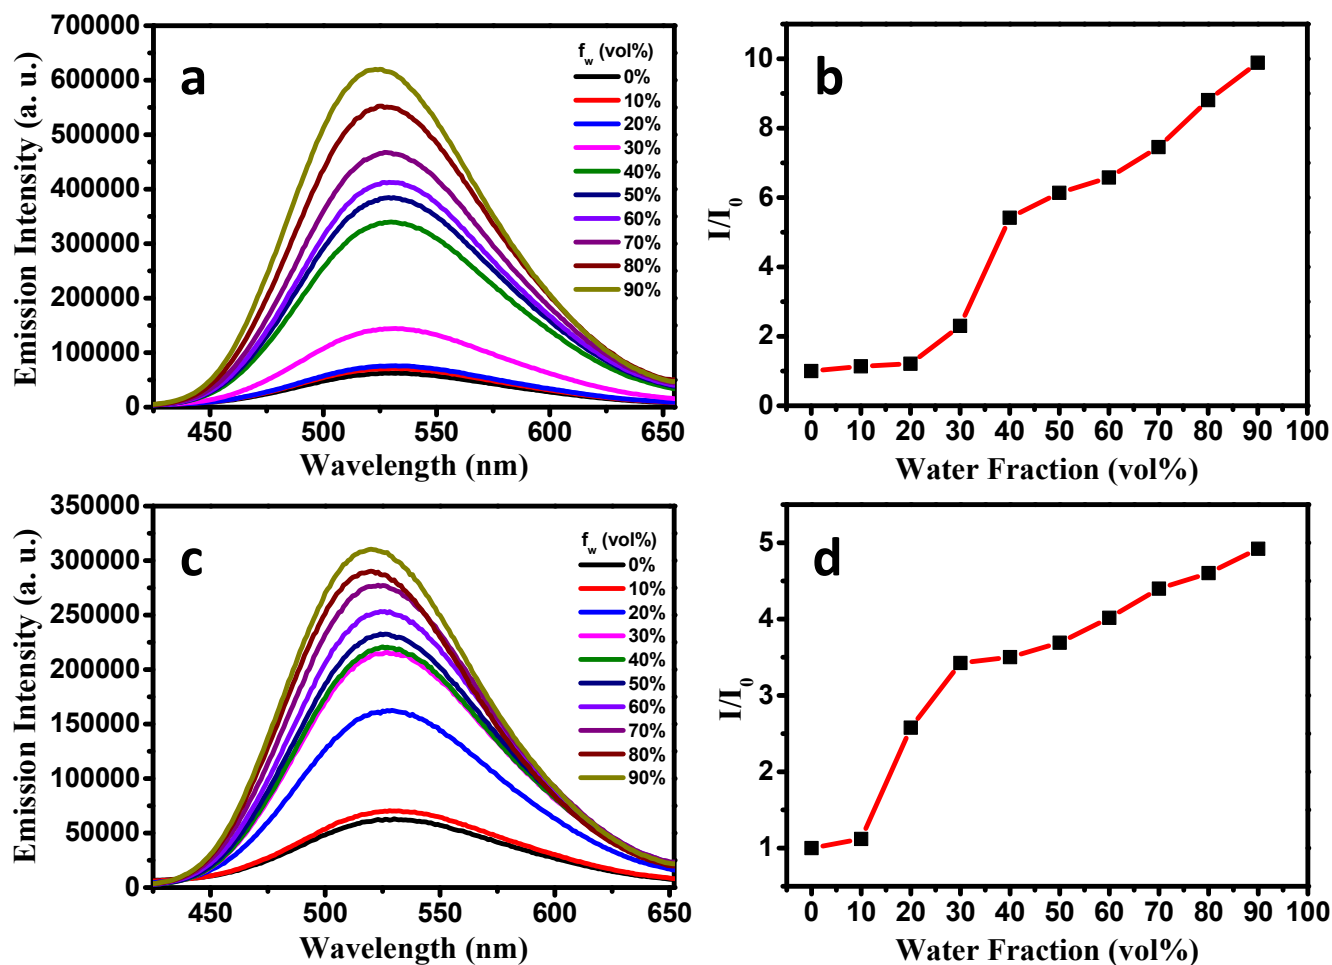 a
Emission Intensity (a. u.)
700000
600000
500000
400000
300000
200000
100000
0
450 500 550 600 650
Wavelength (nm)
f_w (vol%)
0%
10%
20%
30%
40%
50%
60%
70%
80%
90%
b
I/I_0
10
8
6
4
2
0
0 10 20 30 40 50 60 70 80 90 100
Water Fraction (vol%)
c
Emission Intensity (a. u.)
350000
300000
250000
200000
150000
100000
50000
0
450 500 550 600 650
Wavelength (nm)
f_w (vol%)
0%
10%
20%
30%
40%
50%
60%
70%
80%
90%
d
I/I_0
5
4
3
2
1
0 10 20 30 40 50 60 70 80 90 100
Water Fraction (vol%)